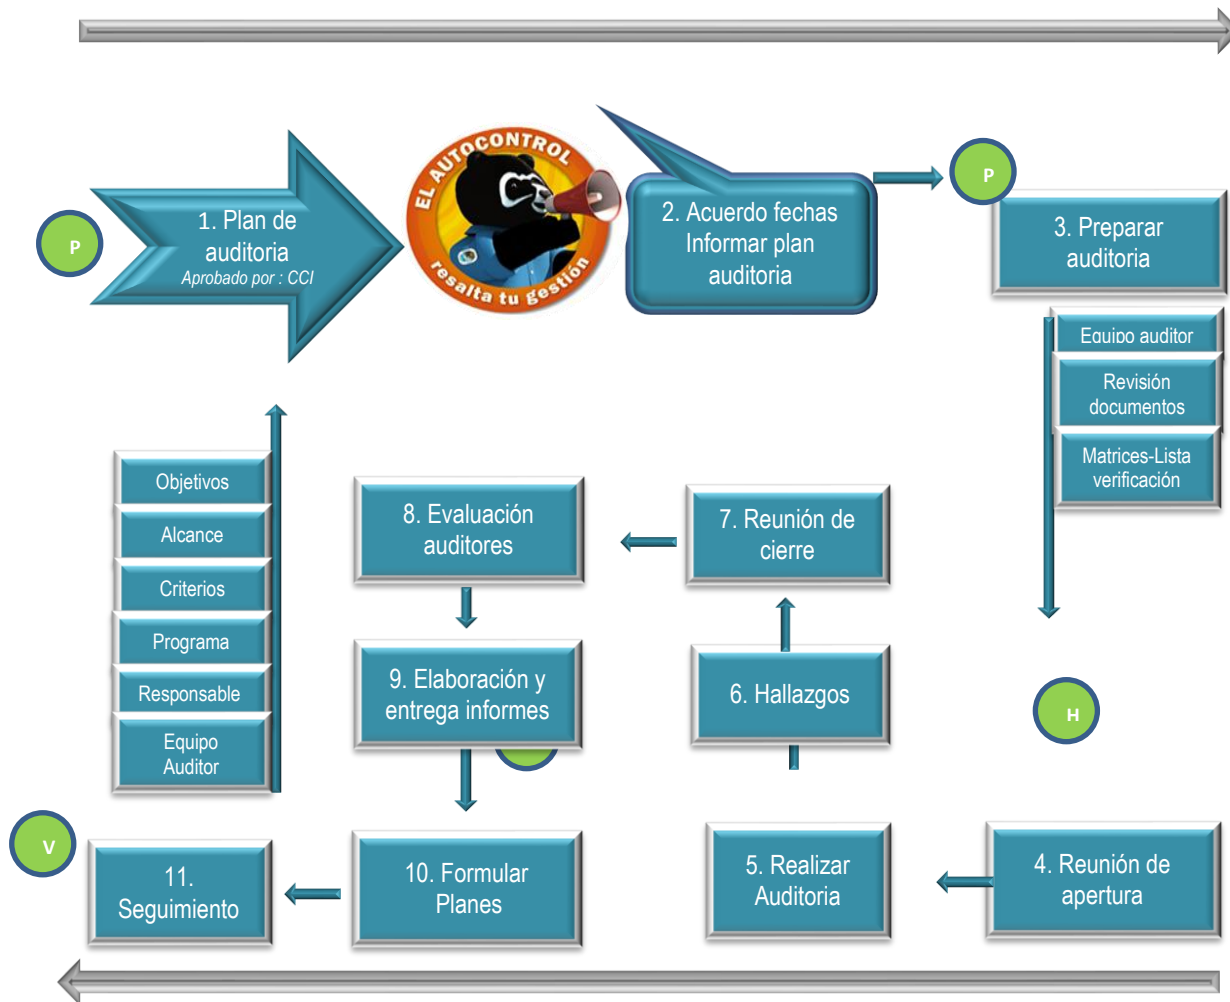 EL AUTOCONTROL
resalta tu gestión
P
1. Plan de
auditoria
Aprobado por : CCI
2. Acuerdo fechas
Informar plan
auditoria
P
3. Preparar
auditoria
Equipo auditor
Revisión
documentos
Matrices-Lista
verificación
Objetivos
Alcance
Criterios
Programa
Responsable
Equipo
Auditor
8. Evaluación
auditores
7. Reunión de
cierre
9. Elaboración y
entrega informes
6. Hallazgos
H
V
11.
Seguimiento
10. Formular
Planes
5. Realizar
Auditoria
4. Reunión de
apertura